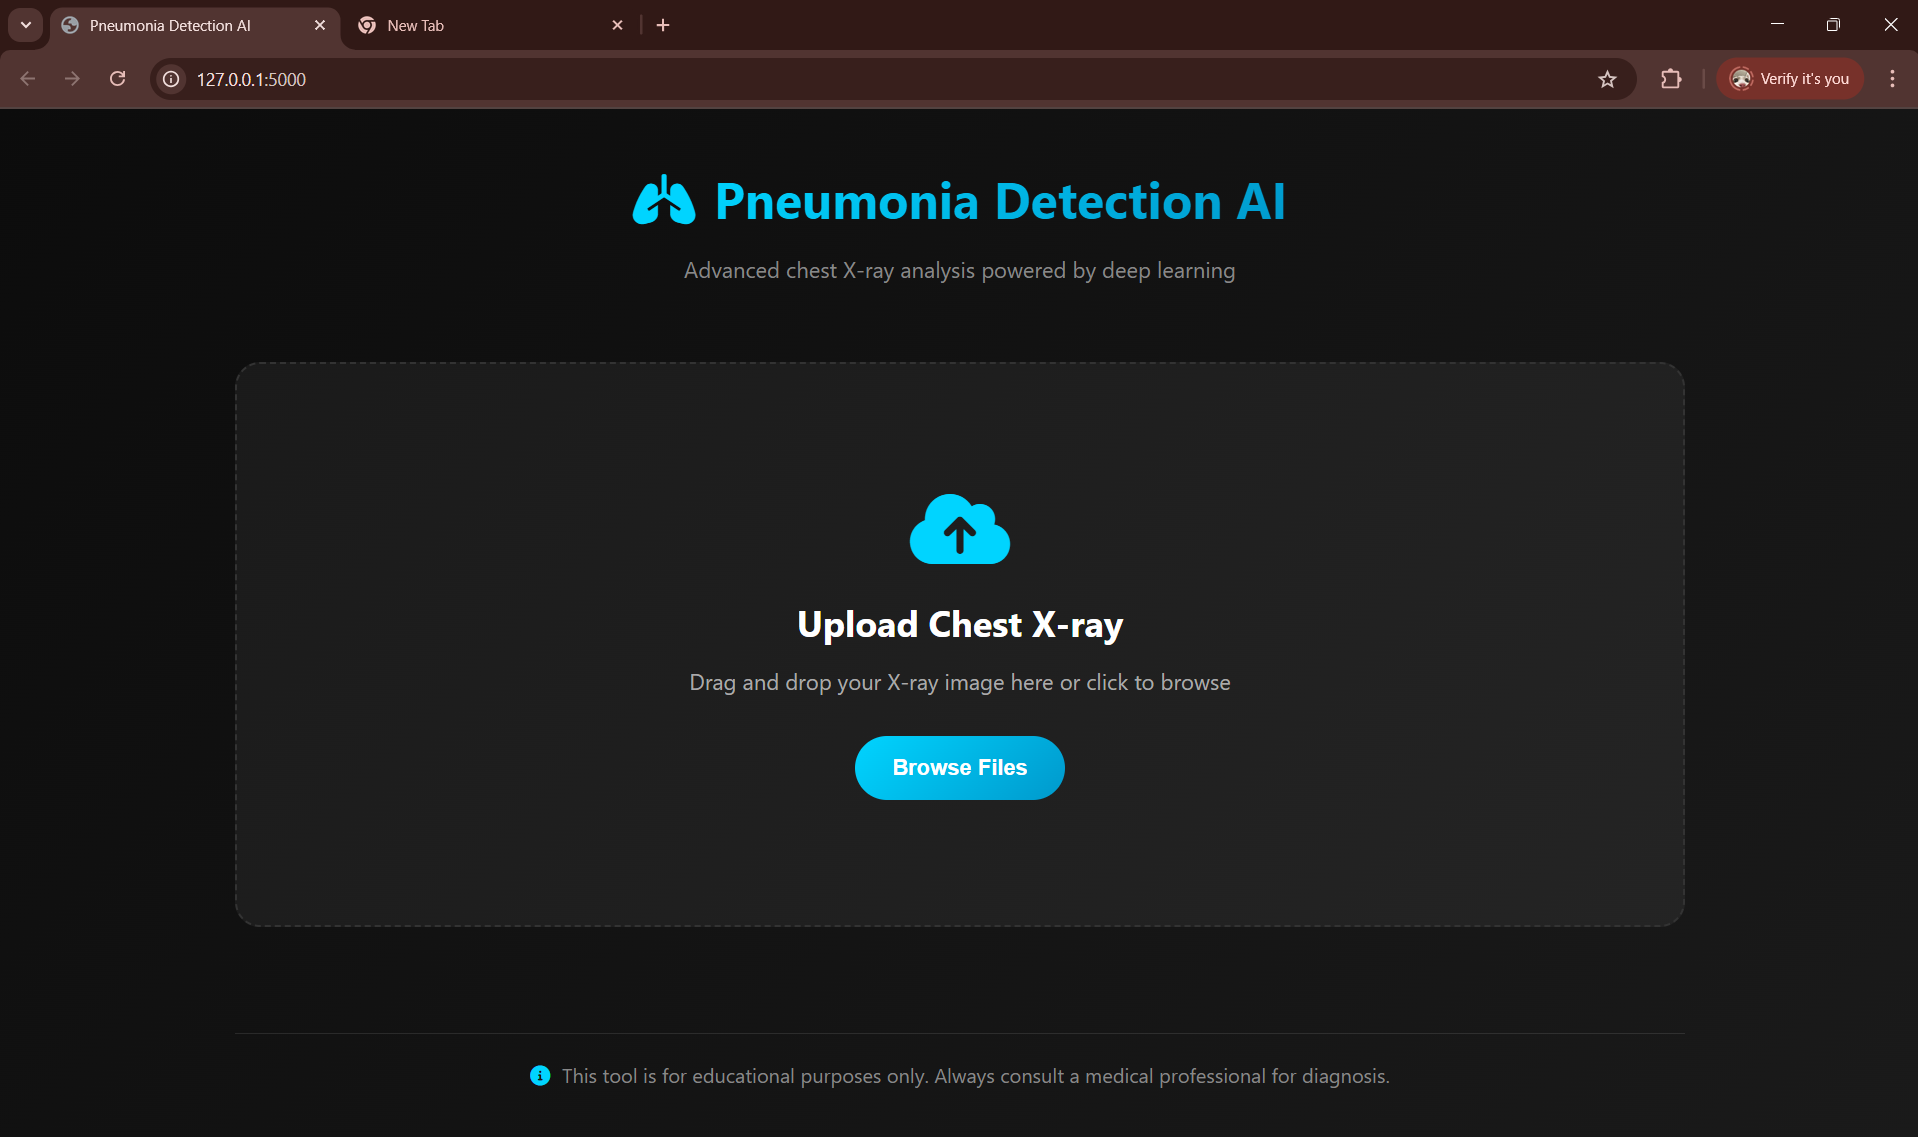 Pneumonia Detection AI
New Tab
127.0.0.1:5000
Verify it's you
Pneumonia Detection AI
Advanced chest X-ray analysis powered by deep learning
Upload Chest X-ray
Drag and drop your X-ray image here or click to browse
Browse Files
This tool is for educational purposes only. Always consult a medical professional for diagnosis.